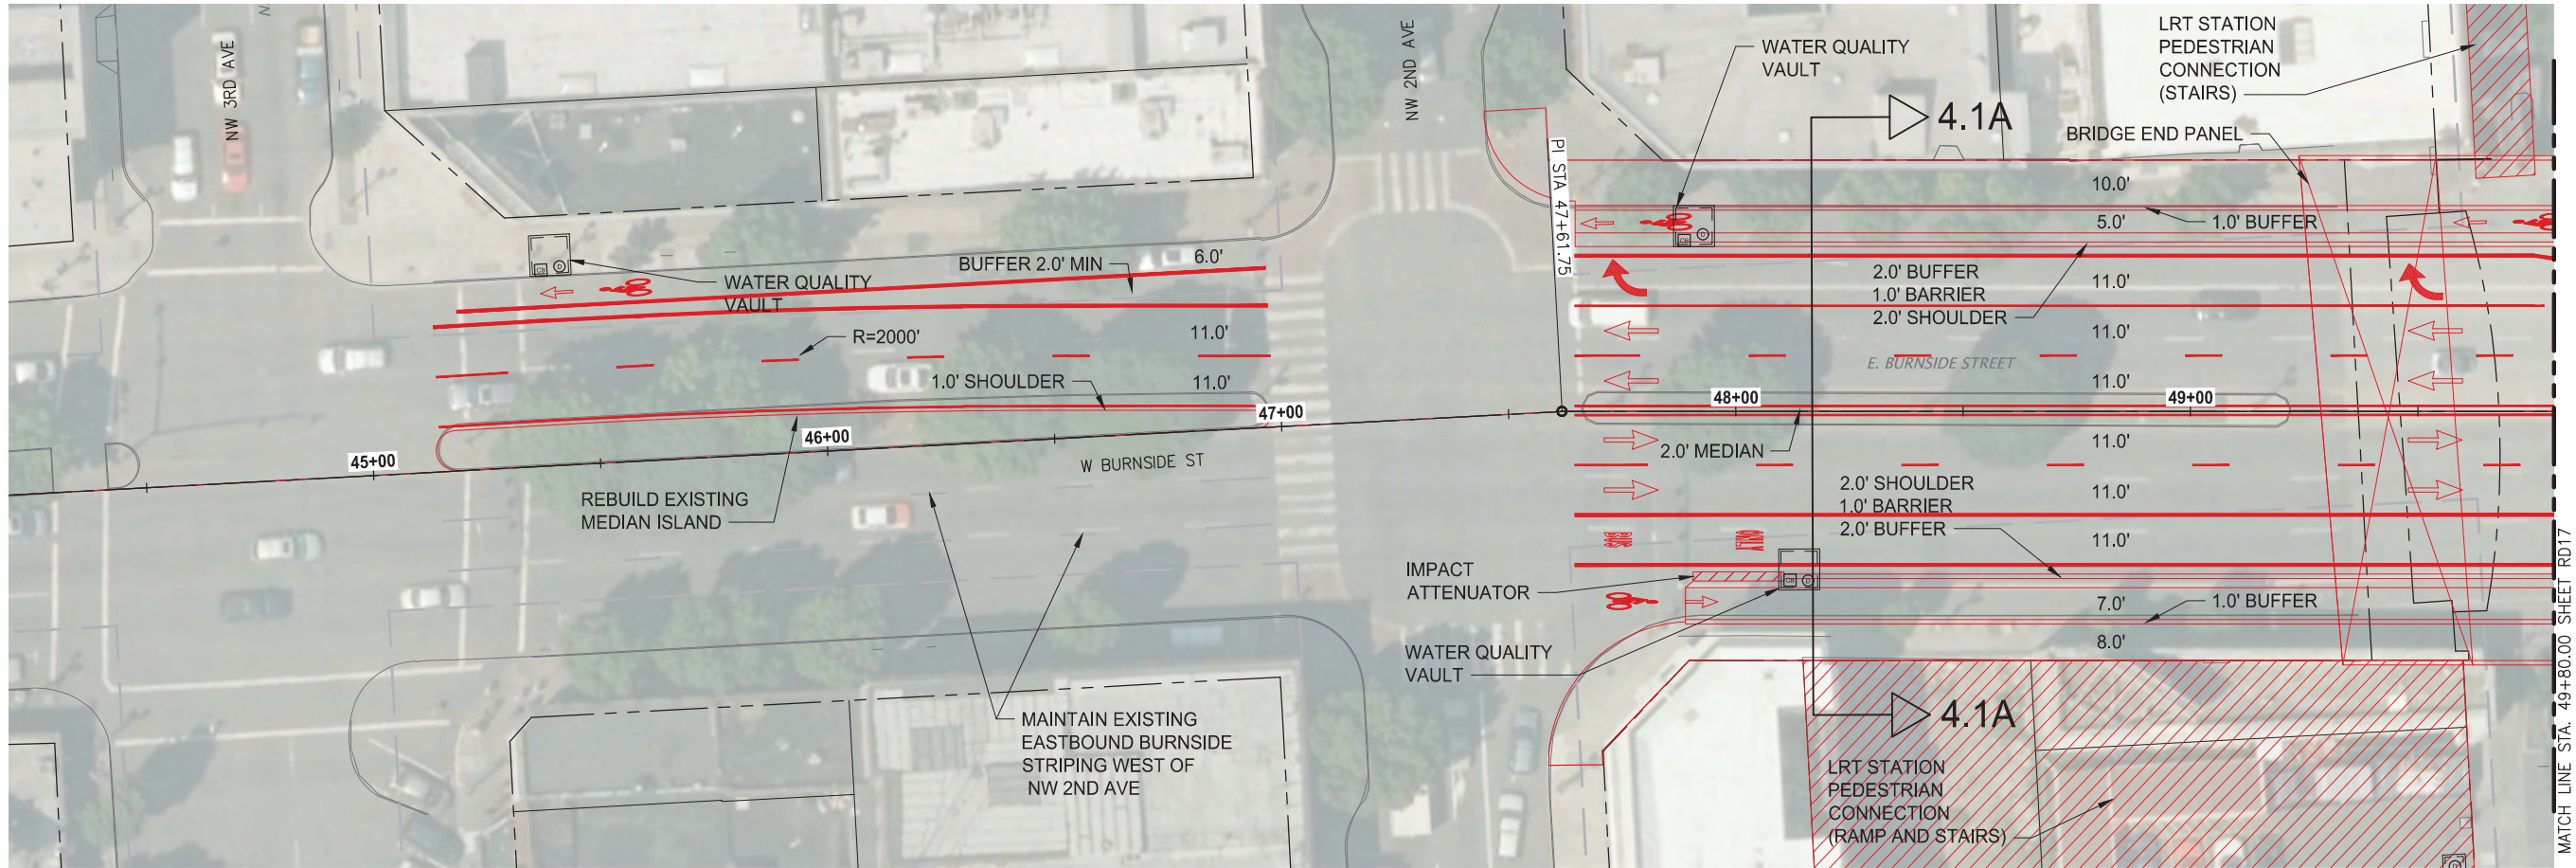 NW 3RD AVE
NW 2ND AVE
WATER QUALITY
VAULT
LRT STATION
PEDESTRIAN
CONNECTION
(STAIRS)
4.1A
BRIDGE END PANEL
PI STA 47+61.75
10.0'
5.0'
1.0' BUFFER
WATER QUALITY
VAULT
BUFFER 2.0' MIN
6.0'
2.0' BUFFER
1.0' BARRIER
2.0' SHOULDER
11.0'
R=2000'
11.0'
11.0'
E. BURNSIDE STREET
1.0' SHOULDER
11.0'
11.0'
45+00
46+00
47+00
48+00
49+00
2.0' MEDIAN
11.0'
W BURNSIDE ST
REBUILD EXISTING
MEDIAN ISLAND
2.0' SHOULDER
1.0' BARRIER
2.0' BUFFER
11.0'
11.0'
BUS
ONLY
IMPACT
ATTENUATOR
CB
D
CB
D
CB
D
7.0'
1.0' BUFFER
8.0'
WATER QUALITY
VAULT
MAINTAIN EXISTING
EASTBOUND BURNSIDE
STRIPING WEST OF
NW 2ND AVE
4.1A
LRT STATION
PEDESTRIAN
CONNECTION
(RAMP AND STAIRS)
MATCH LINE STA. 49+80.00 SHEET RD17